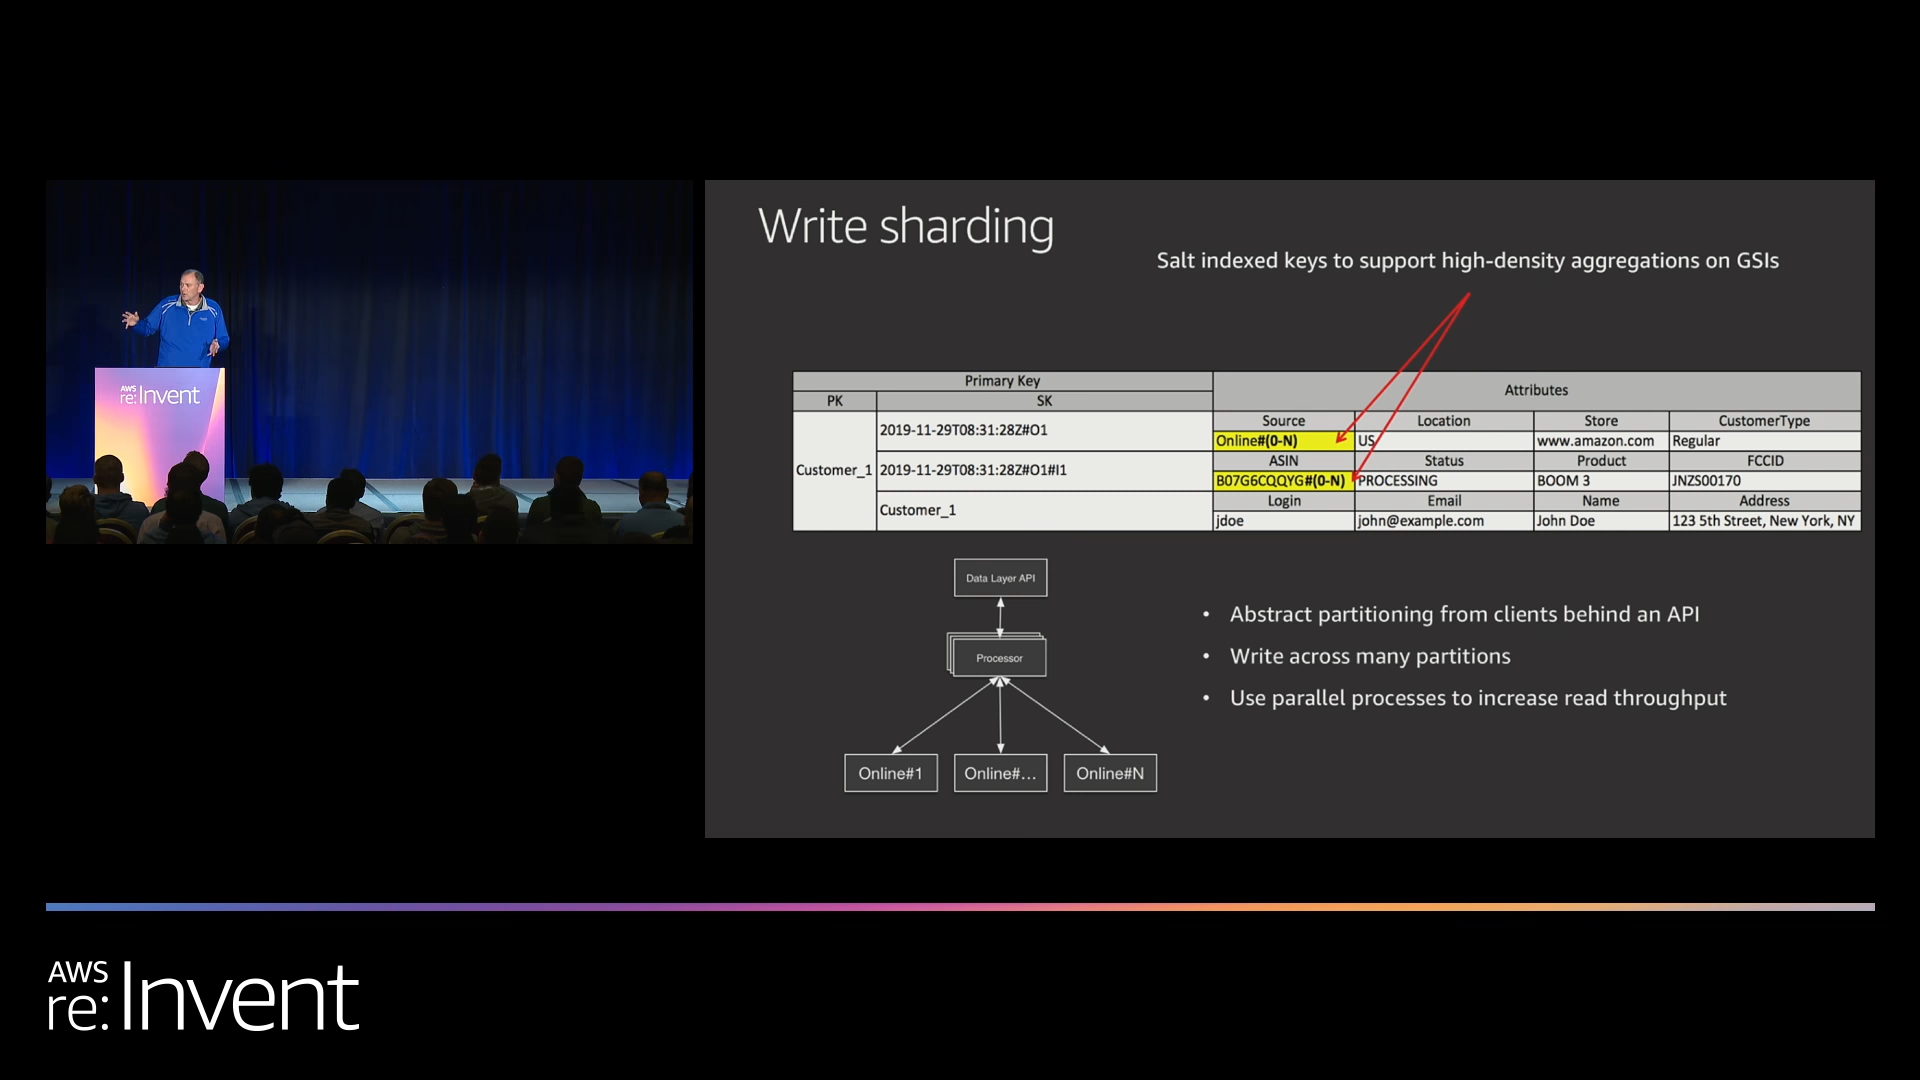 AWS
re:Invent
Write sharding
Salt indexed keys to support high-density aggregations on GSIs
Primary Key
Attributes
PK
SK
Customer_1
2019-11-29T08:31:28Z#O1
Source
Location
Store
CustomerType
Online#(0-N)
US
www.amazon.com
Regular
2019-11-29T08:31:28Z#O1#I1
ASIN
Status
Product
FCCID
B07G6CQQYG#(0-N)
PROCESSING
BOOM 3
JNZS00170
Customer_1
Login
Email
Name
Address
jdoe
john@example.com
John Doe
123 5th Street, New York, NY
Data Layer API
Processor
Online#1
Online#...
Online#N
• Abstract partitioning from clients behind an API
• Write across many partitions
• Use parallel processes to increase read throughput
AWS
re:Invent